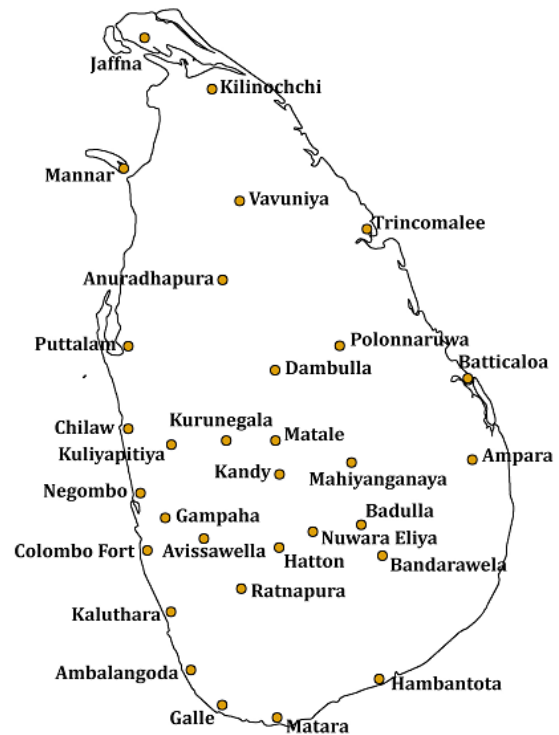 Jaffna
Kilinochchi
Mannar
Vavuniya
Trincomalee
Anuradhapura
Puttalam
Polonnaruwa
Dambulla
Batticaloa
Chilaw
Kurunegala
Matale
Kuliyapitiya
Ampara
Kandy
Mahiyanganaya
Negombo
Gampaha
Badulla
Nuwara Eliya
Colombo Fort
Avissawella
Hatton
Bandarawela
Ratnapura
Kaluthara
Ambalangoda
Hambantota
Galle
Matara